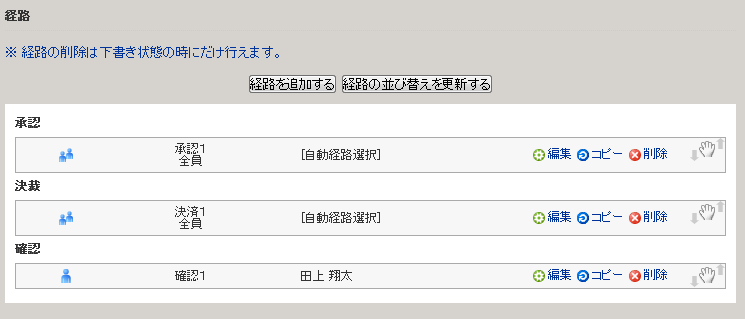 経路
※ 経路の削除は下書き状態の時にだけ行えます。
経路を追加する 経路の並び替えを更新する
承認
承認1
全員
[自動経路選択]
編集 コピー 削除
決裁
決済1
全員
[自動経路選択]
編集 コピー 削除
確認
確認1
田上 翔太
編集 コピー 削除